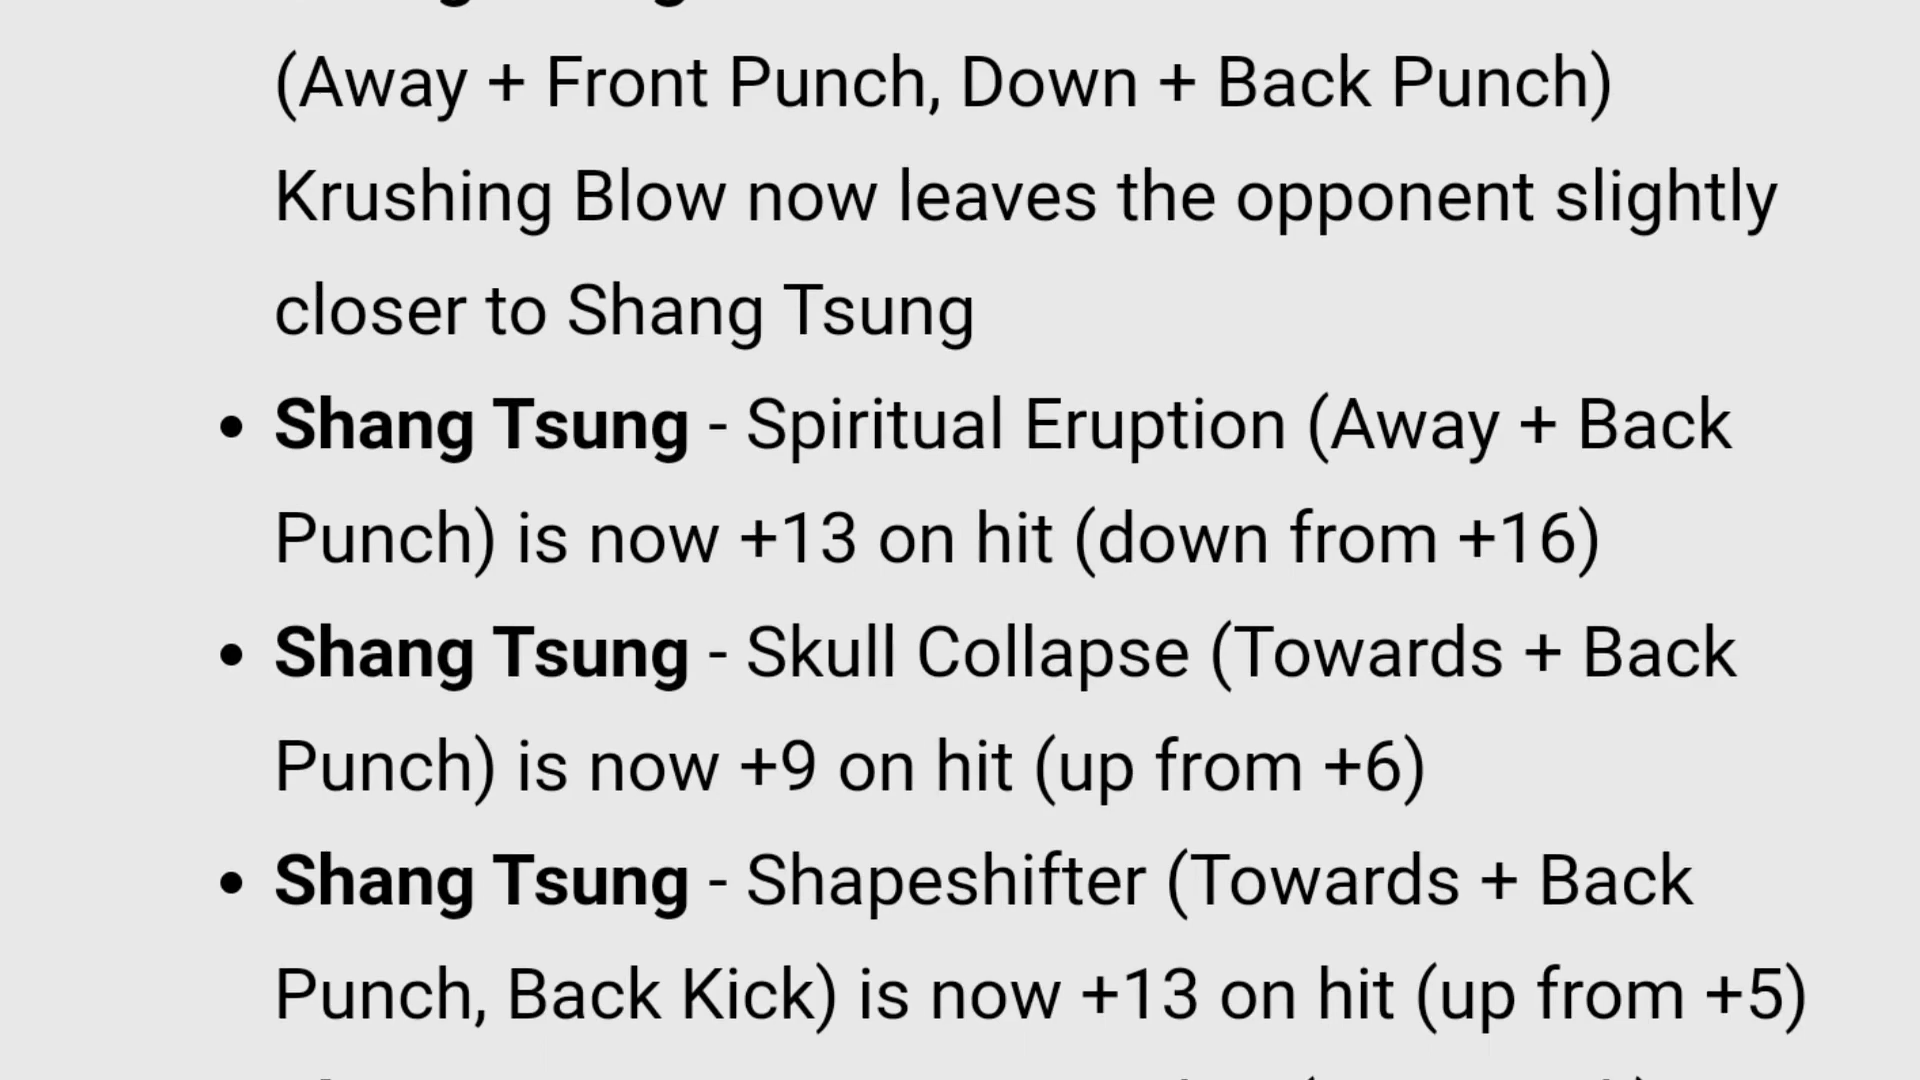 (Away + Front Punch, Down + Back Punch)
Krushing Blow now leaves the opponent slightly
closer to Shang Tsung
• Shang Tsung - Spiritual Eruption (Away + Back
Punch) is now +13 on hit (down from +16)
• Shang Tsung - Skull Collapse (Towards + Back
Punch) is now +9 on hit (up from +6)
• Shang Tsung - Shapeshifter (Towards + Back
Punch, Back Kick) is now +13 on hit (up from +5)